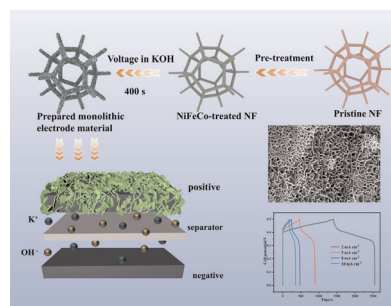 Voltage in KOH
Pre-treatment
400 s
Prepared monolithic
electrode material
NiFeCo-treated NF
Pristine NF
positive
K⁺
separator
OH⁻
negative
2 mA cm⁻²
5 mA cm⁻²
8 mA cm⁻²
10 mA cm⁻²
Time/s